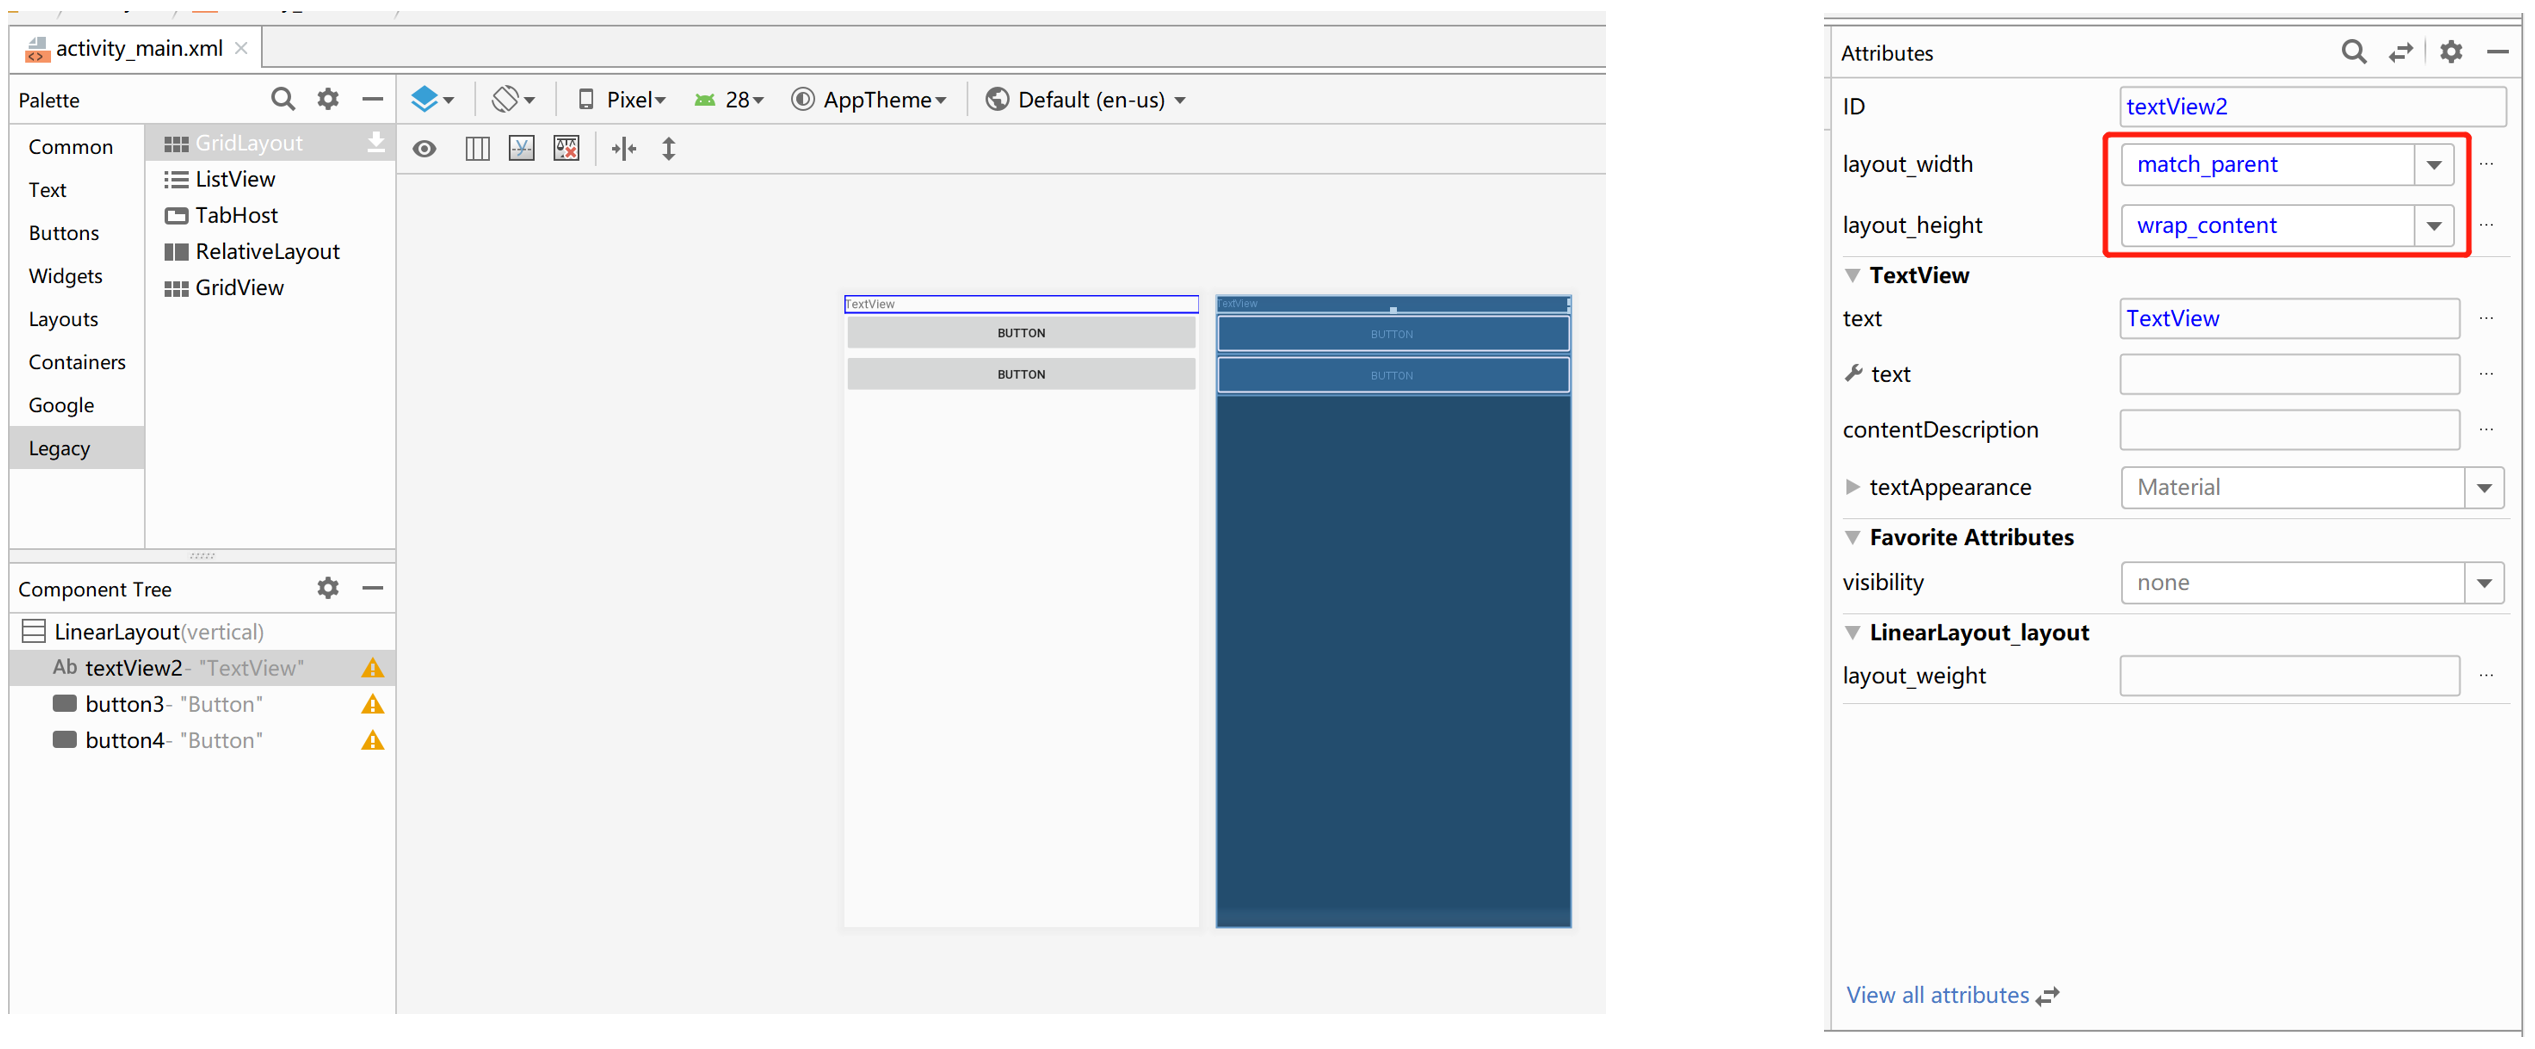 activity_main.xml
Palette
Pixel
28
AppTheme
Default (en-us)
Common
Text
Buttons
Widgets
Layouts
Containers
Google
Legacy
GridLayout
ListView
TabHost
RelativeLayout
GridView
Component Tree
LinearLayout(vertical)
Ab textView2- "TextView"
button3- "Button"
button4- "Button"
TextView
BUTTON
BUTTON
TextView
BUTTON
BUTTON
Attributes
ID textView2
layout_width match_parent ...
layout_height wrap_content ...
TextView
text TextView ...
text ...
contentDescription ...
textAppearance Material
Favorite Attributes
visibility none
LinearLayout_layout
layout_weight ...
View all attributes